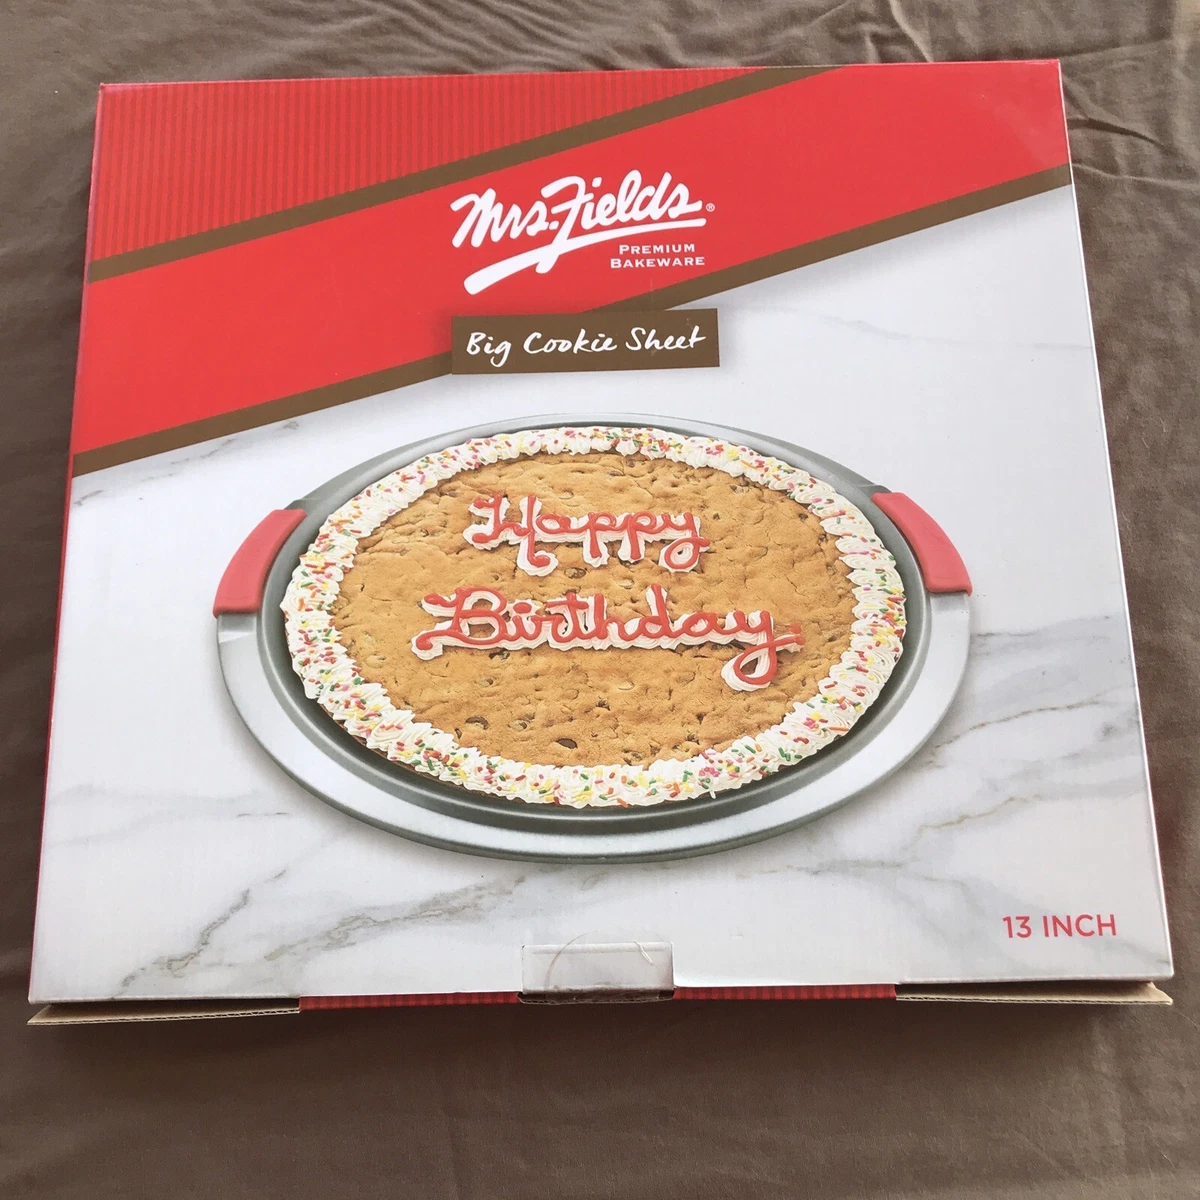 Mrs. Fields®
PREMIUM
BAKEWARE
Big Cookie Sheet
Happy
Birthday
13 INCH